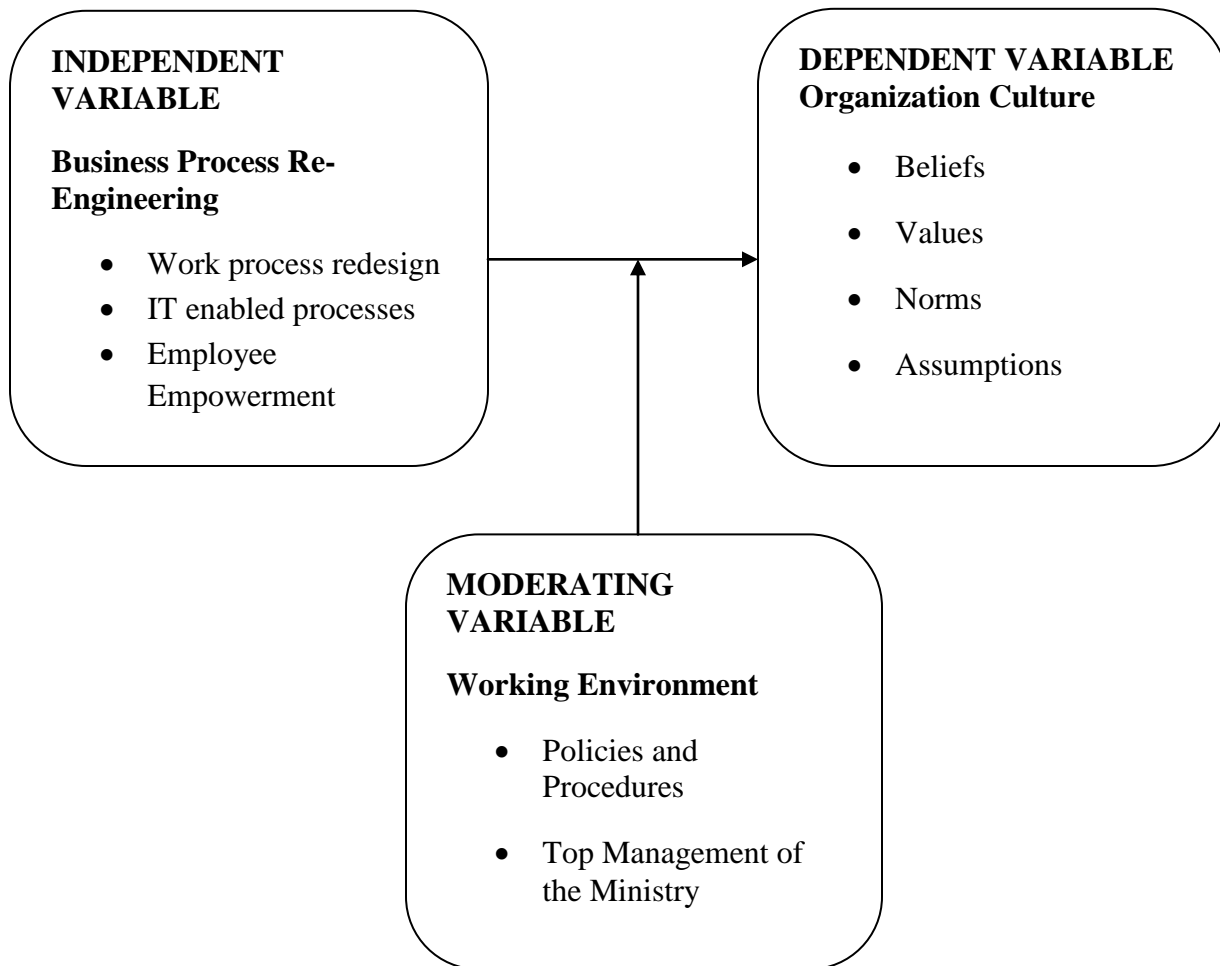 INDEPENDENT
VARIABLE
Business Process Re-
Engineering
• Work process redesign
• IT enabled processes
• Employee
Empowerment
DEPENDENT VARIABLE
Organization Culture
• Beliefs
• Values
• Norms
• Assumptions
MODERATING
VARIABLE
Working Environment
• Policies and
Procedures
• Top Management of
the Ministry